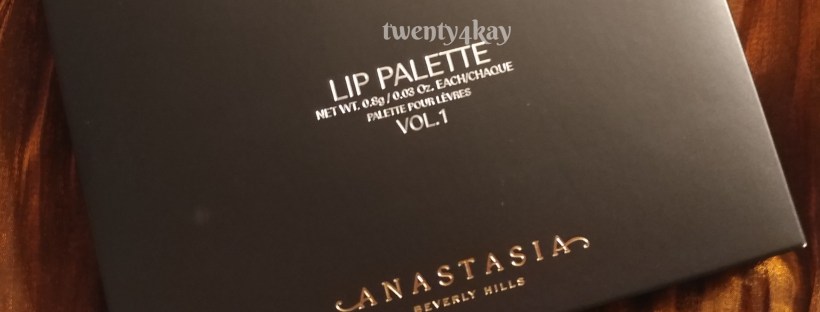 twenty4kay
LIP PALETTE
NET WT. 0.8g / 0.03 Oz. EACH/CHAQUE
PALETTE POUR LÈVRES
VOL.1
ANASTASIA
BEVERLY HILLS